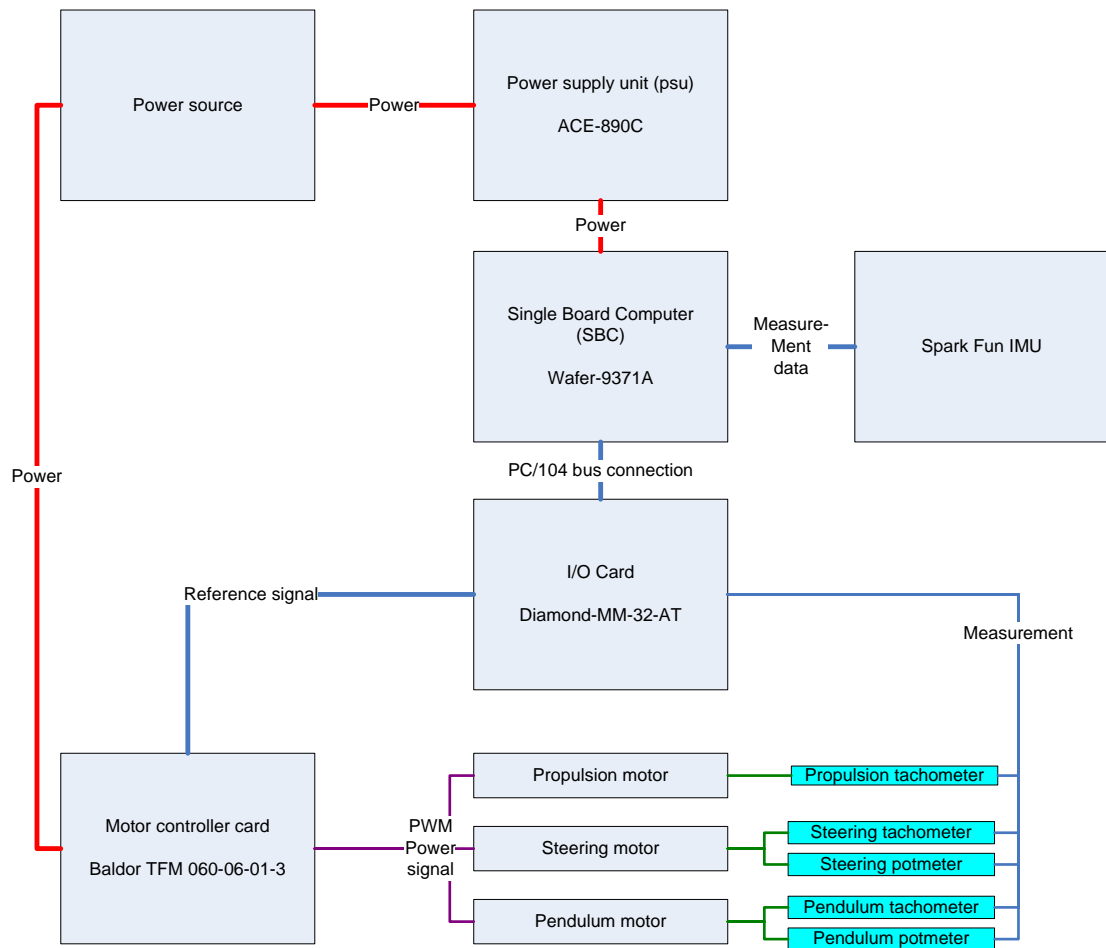 Power source
Power
Power supply unit (psu)
ACE-890C
Power
Single Board Computer
(SBC)
Wafer-9371A
Measure-
Ment
data
Spark Fun IMU
Power
PC/104 bus connection
I/O Card
Diamond-MM-32-AT
Reference signal
Measurement
Motor controller card
Baldor TFM 060-06-01-3
PWM
Power
signal
Propulsion motor
Propulsion tachometer
Steering motor
Steering tachometer
Steering potmeter
Pendulum motor
Pendulum tachometer
Pendulum potmeter